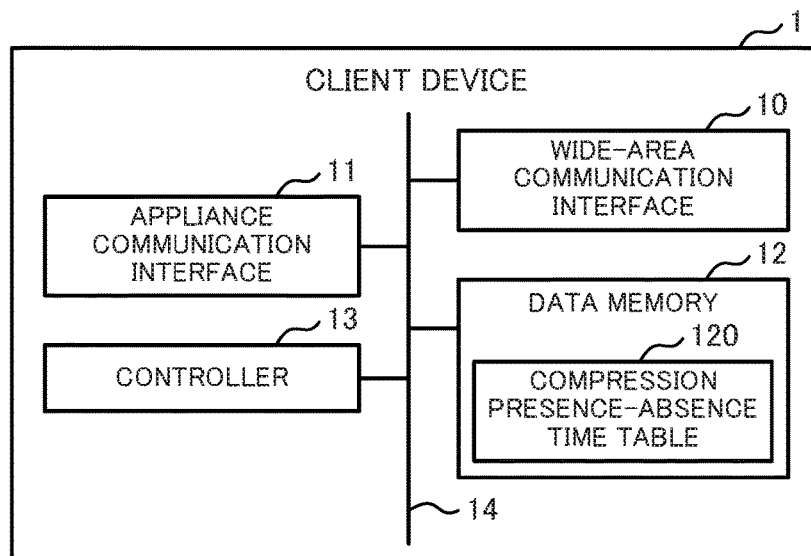 1
CLIENT DEVICE
10
WIDE-AREA
COMMUNICATION
INTERFACE
11
APPLIANCE
COMMUNICATION
INTERFACE
12
DATA MEMORY
13
CONTROLLER
120
COMPRESSION
PRESENCE-ABSENCE
TIME TABLE
14